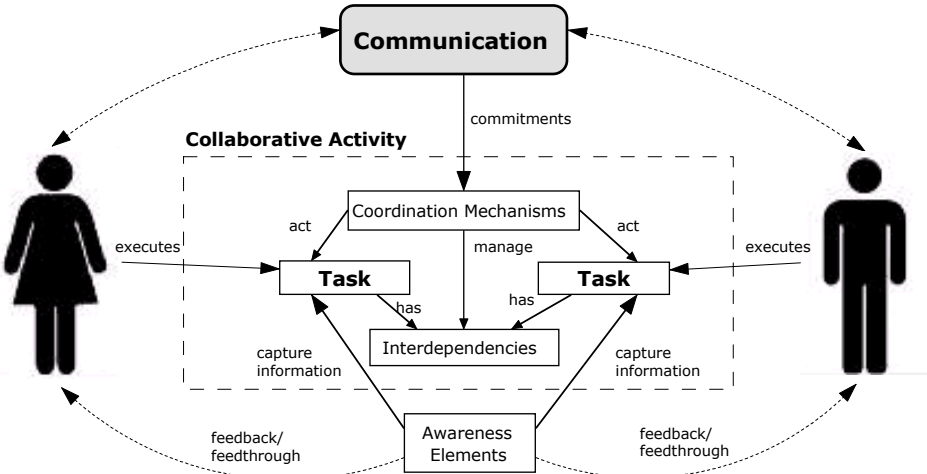 Communication
commitments
Collaborative Activity
Coordination Mechanisms
act
act
manage
executes
executes
Task
Task
has
has
Interdependencies
capture
information
capture
information
Awareness
Elements
feedback/
feedthrough
feedback/
feedthrough